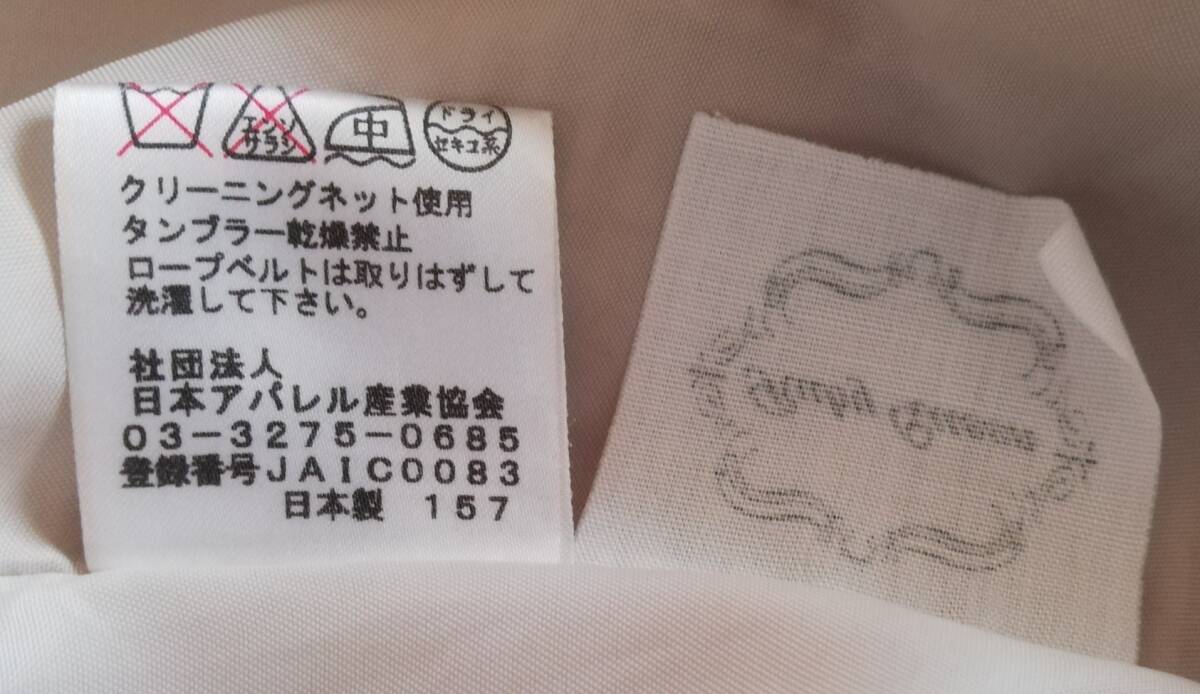 エンソ
サラシ
中
ドライ
セキユ系
クリーニングネット使用
タンブラー乾燥禁止
ロープベルトは取りはずして
洗濯して下さい。
社団法人
日本アパレル産業協会
03-3275-0685
登録番号JAIC0083
日本製 157